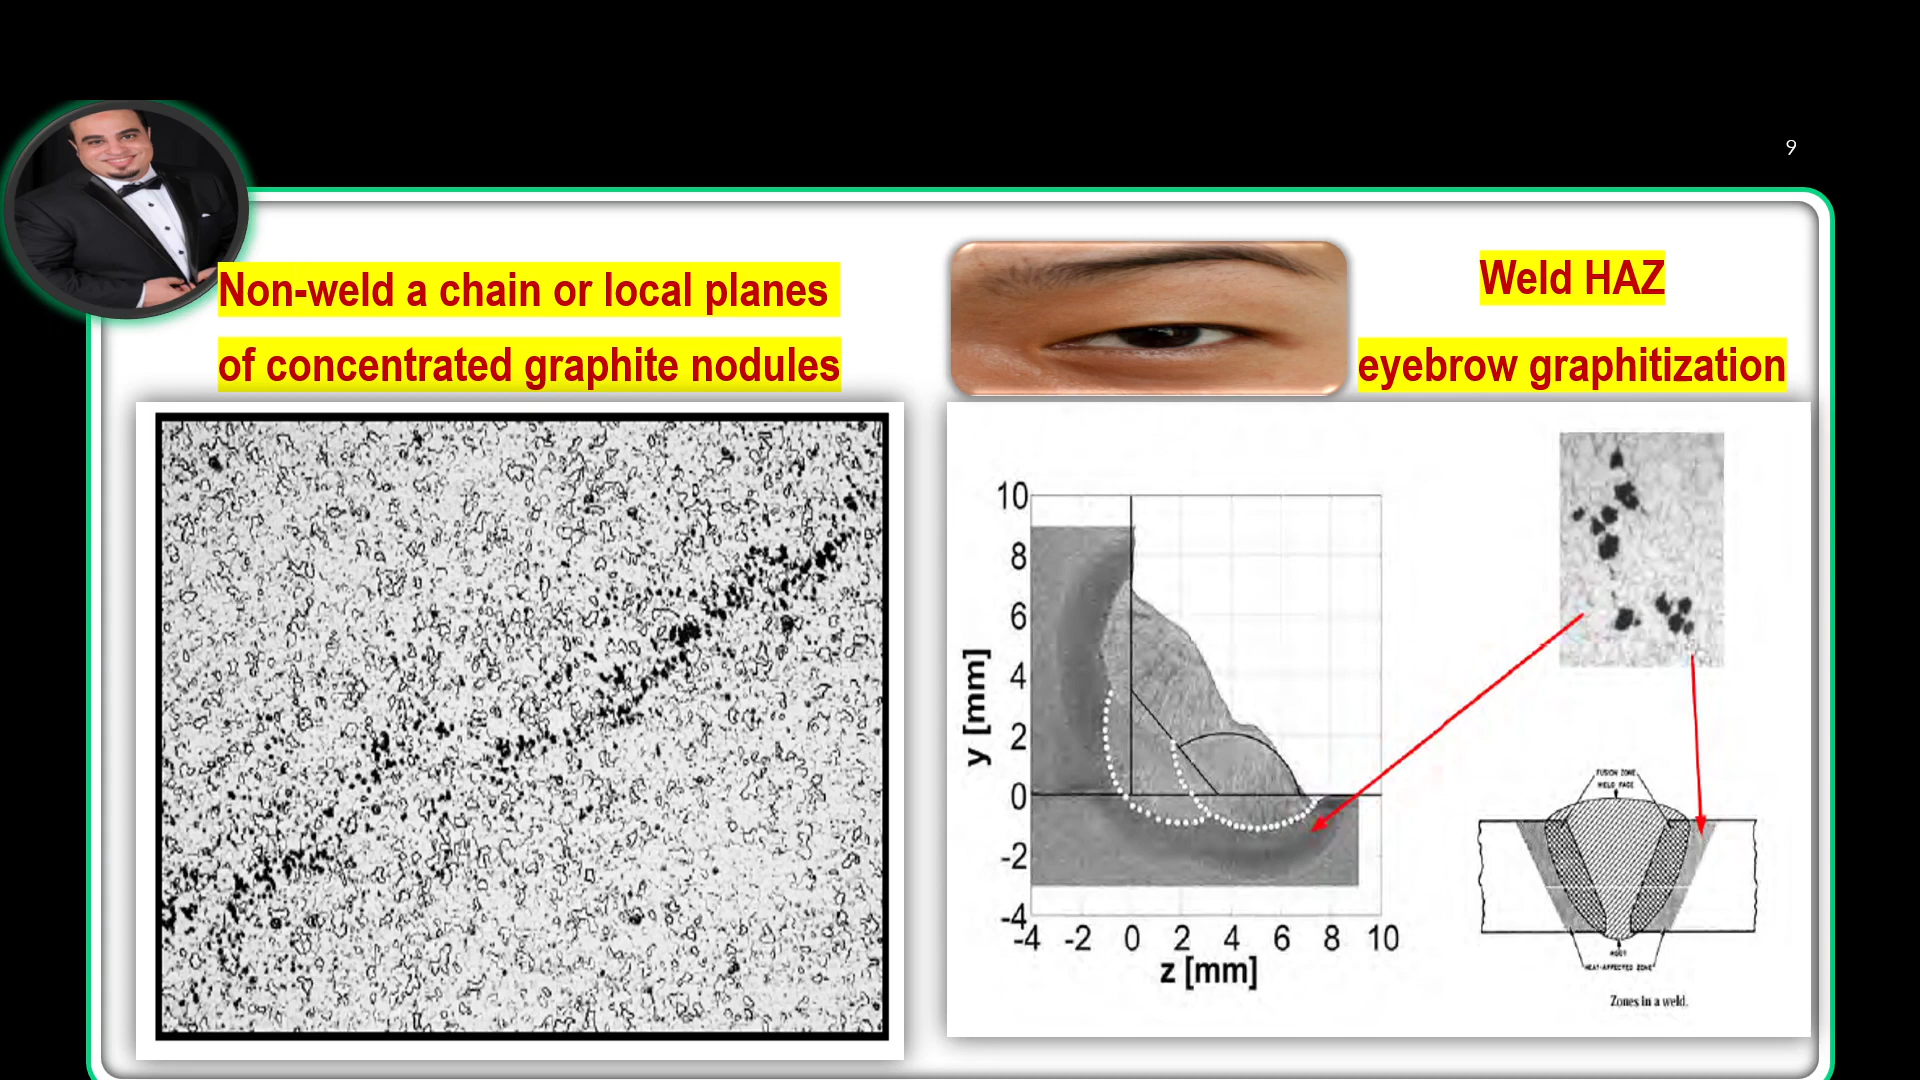 9
Non-weld a chain or local planes
of concentrated graphite nodules
Weld HAZ
eyebrow graphitization
10
8
6
4
2
0
-2
-4
y [mm]
-4 -2 0 2 4 6 8 10
z [mm]
FUSION ZONE
WELD FACE
ROOT
HEAT-AFFECTED ZONE
Zones in a weld.